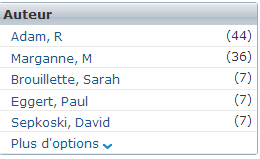 Auteur
Adam, R (44)
Marganne, M (36)
Brouillette, Sarah (7)
Eggert, Paul (7)
Sepkoski, David (7)
Plus d'options